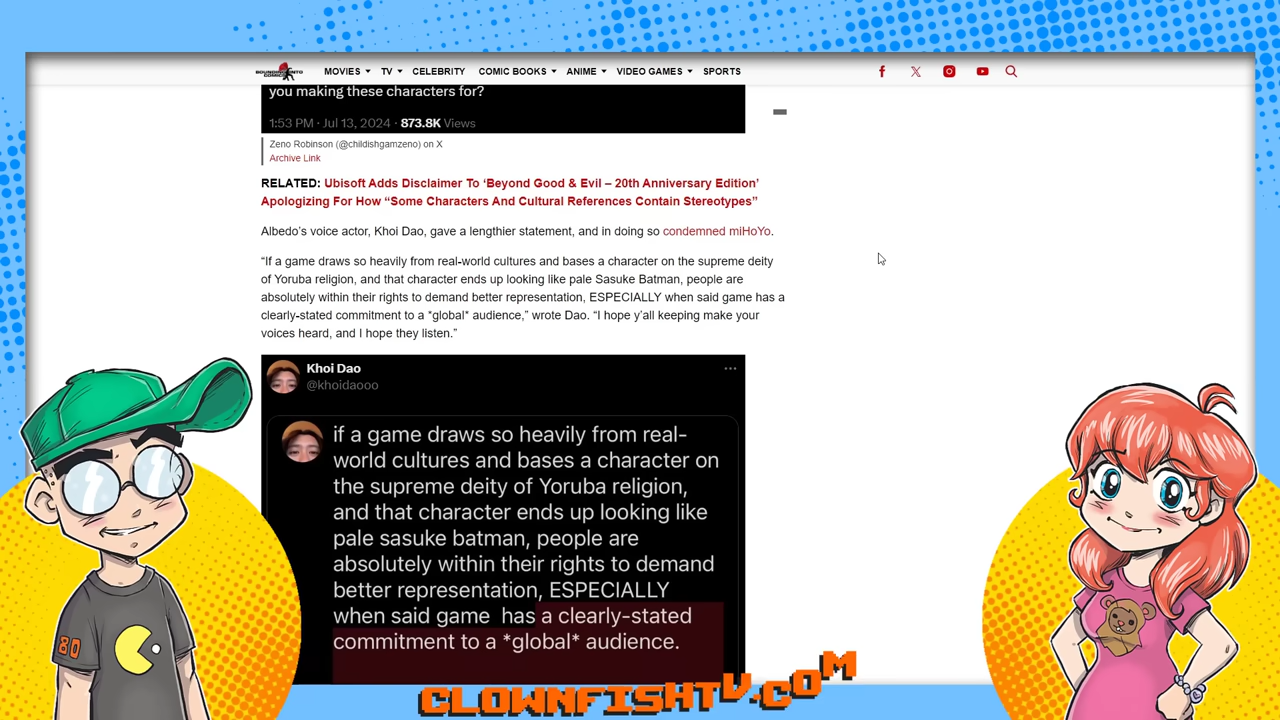 BOUNDING INTO COMICS
MOVIES TV CELEBRITY COMIC BOOKS ANIME VIDEO GAMES SPORTS
you making these characters for?
1:53 PM · Jul 13, 2024 · 873.8K Views
Zeno Robinson (@childishgamzeno) on X
Archive Link
RELATED: Ubisoft Adds Disclaimer To ‘Beyond Good & Evil – 20th Anniversary Edition’
Apologizing For How “Some Characters And Cultural References Contain Stereotypes”
Albedo’s voice actor, Khoi Dao, gave a lengthier statement, and in doing so condemned miHoYo.
“If a game draws so heavily from real-world cultures and bases a character on the supreme deity
of Yoruba religion, and that character ends up looking like pale Sasuke Batman, people are
absolutely within their rights to demand better representation, ESPECIALLY when said game has a
clearly-stated commitment to a *global* audience,” wrote Dao. “I hope y’all keeping make your
voices heard, and I hope they listen.”
Khoi Dao
@khoidaooo
if a game draws so heavily from real-
world cultures and bases a character on
the supreme deity of Yoruba religion,
and that character ends up looking like
pale sasuke batman, people are
absolutely within their rights to demand
better representation, ESPECIALLY
when said game has a clearly-stated
commitment to a *global* audience.
80
CLOWNFISHTV.COM